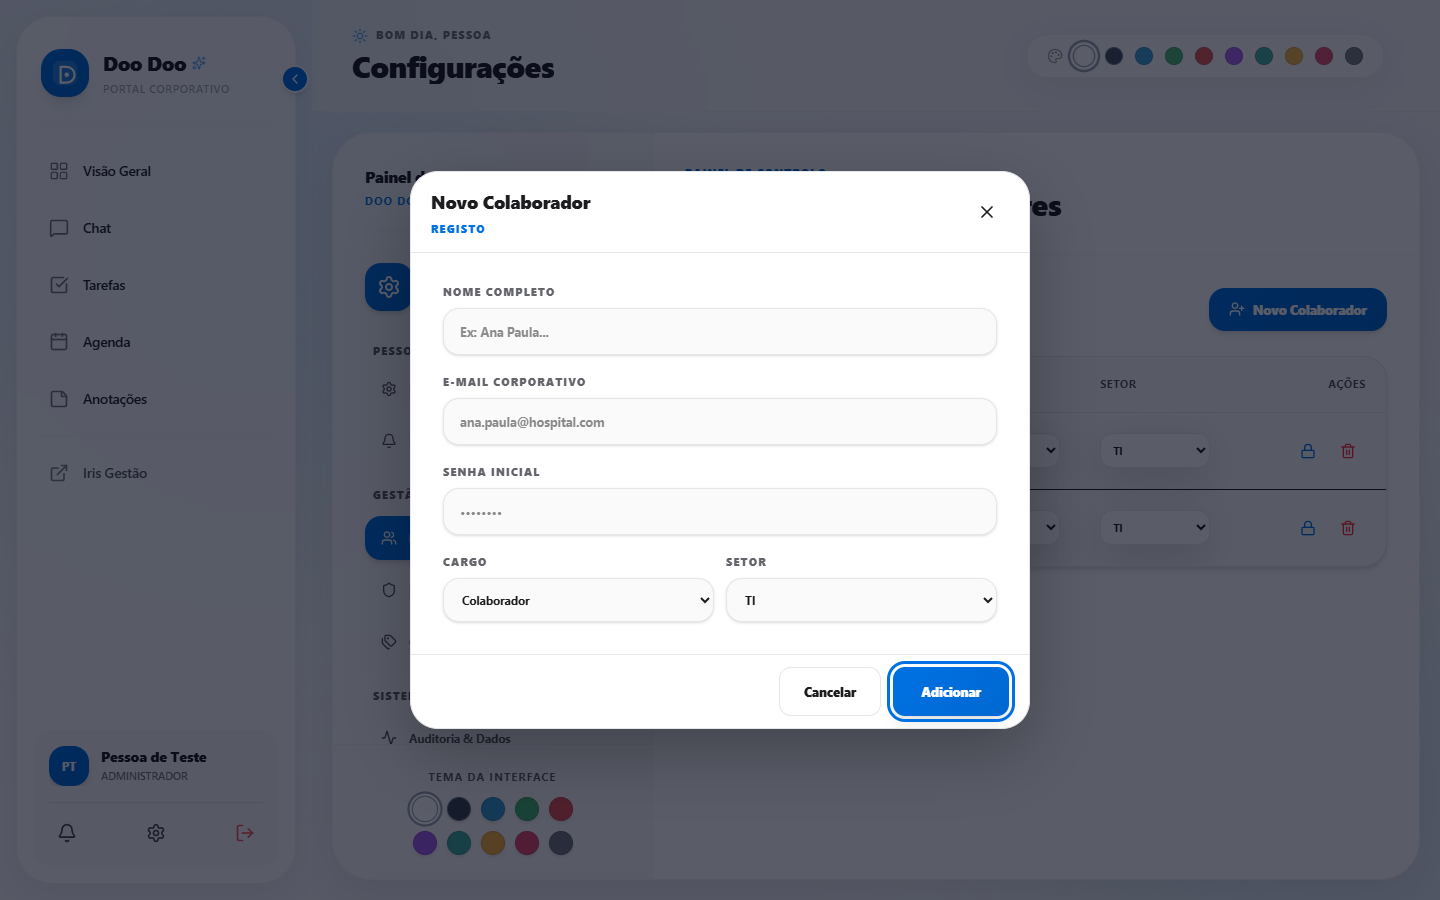 Doo Doo
PORTAL CORPORATIVO
Visão Geral
Chat
Tarefas
Agenda
Anotações
Iris Gestão
PT
Pessoa de Teste
ADMINISTRADOR
BOM DIA, PESSOA
Configurações
Painel
DOO
Novo Colaborador
SETOR
AÇÕES
TI
TI
Auditoria & Dados
TEMA DA INTERFACE
Novo Colaborador
REGISTO
NOME COMPLETO
Ex: Ana Paula...
E-MAIL CORPORATIVO
ana.paula@hospital.com
SENHA INICIAL
••••••••
CARGO
SETOR
Colaborador
TI
Cancelar
Adicionar